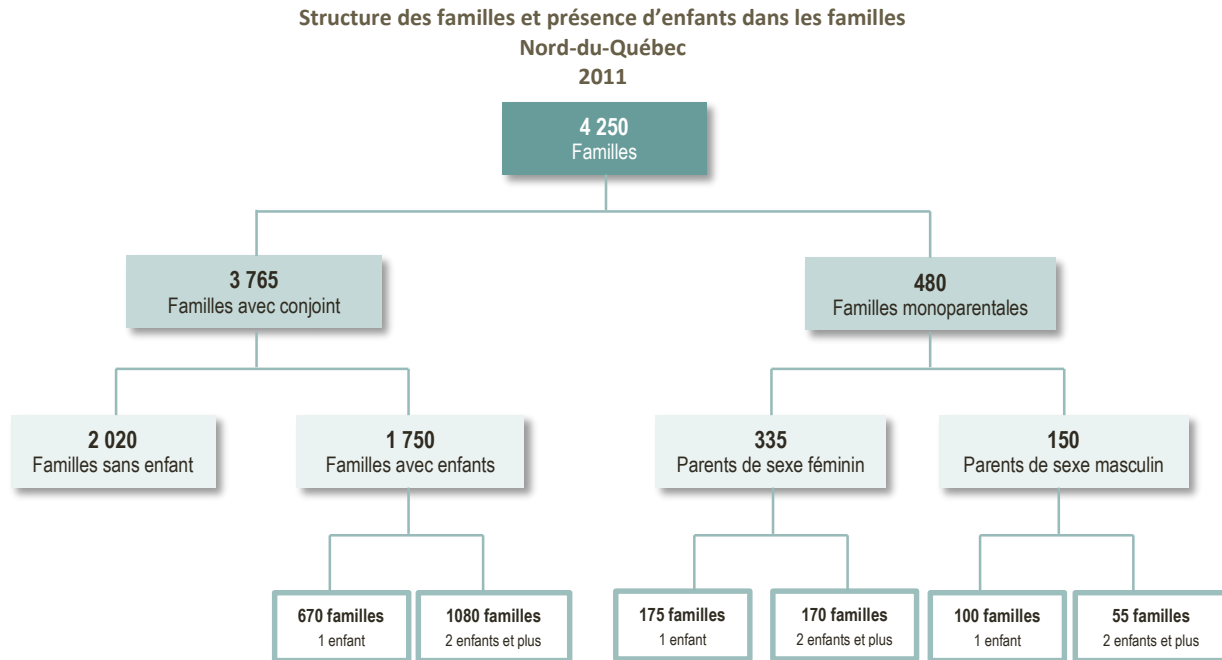 Structure des familles et présence d'enfants dans les familles
Nord-du-Québec
2011
4 250
Familles
3 765
Familles avec conjoint
480
Familles monoparentales
2 020
Familles sans enfant
1 750
Familles avec enfants
335
Parents de sexe féminin
150
Parents de sexe masculin
670 familles
1 enfant
1080 familles
2 enfants et plus
175 familles
1 enfant
170 familles
2 enfants et plus
100 familles
1 enfant
55 familles
2 enfants et plus